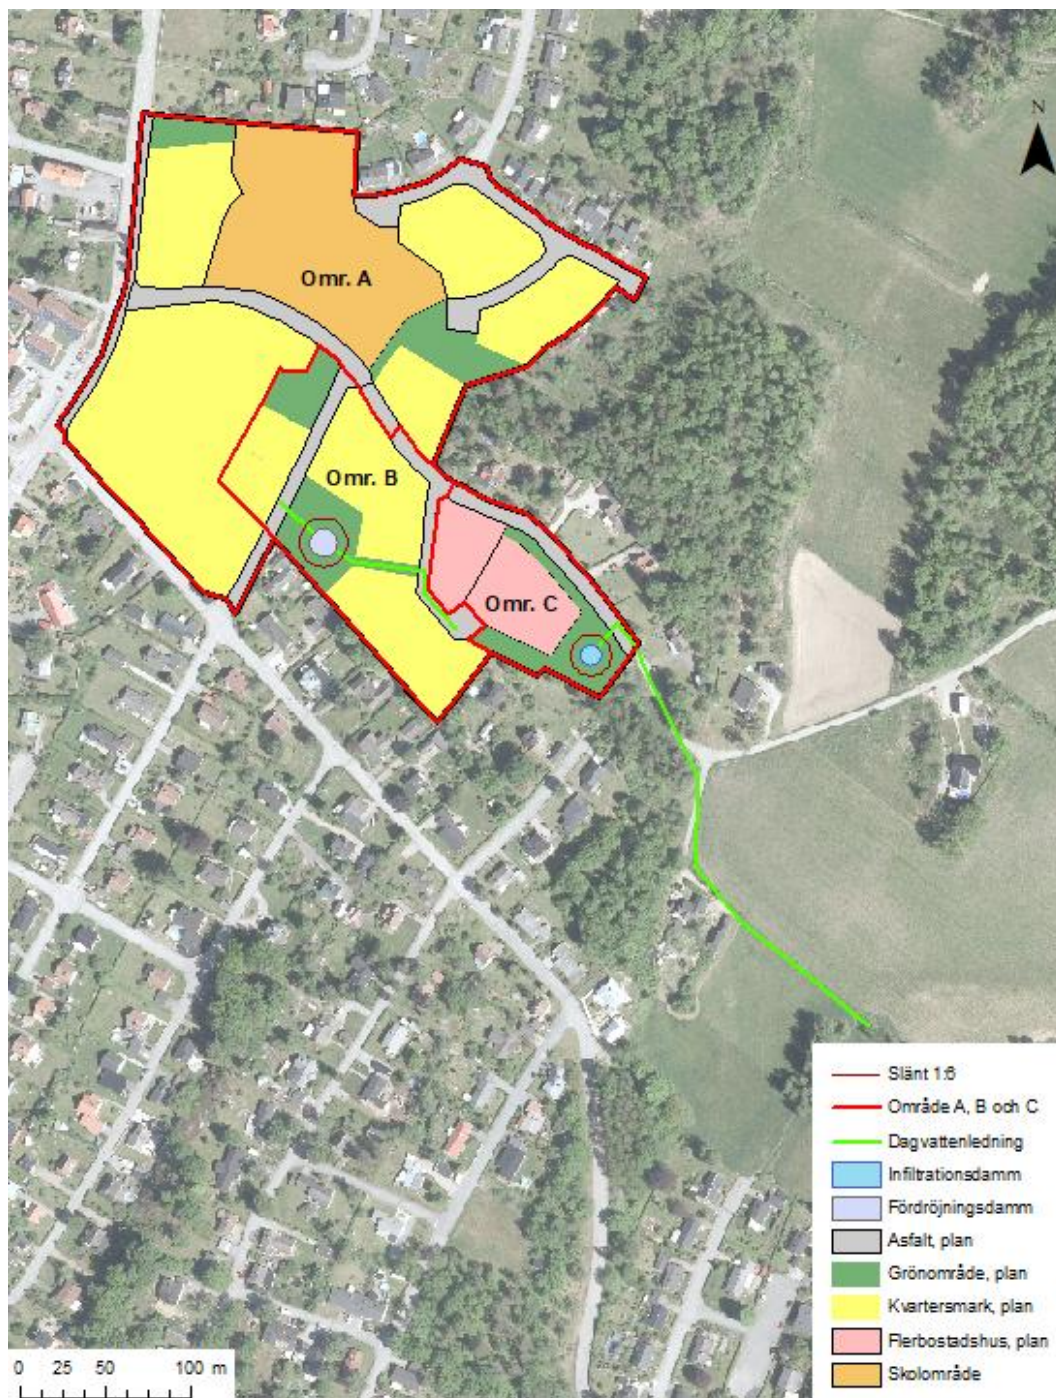 N
Omr. A
Omr. B
Omr. C
Slänt 1:6
Område A, B och C
Dagvattenledning
Infiltrationsdamm
Fördröjningsdamm
Asfalt, plan
Grönområde, plan
Kvartersmark, plan
Flerbostadshus, plan
Skolområde
0 25 50 100 m